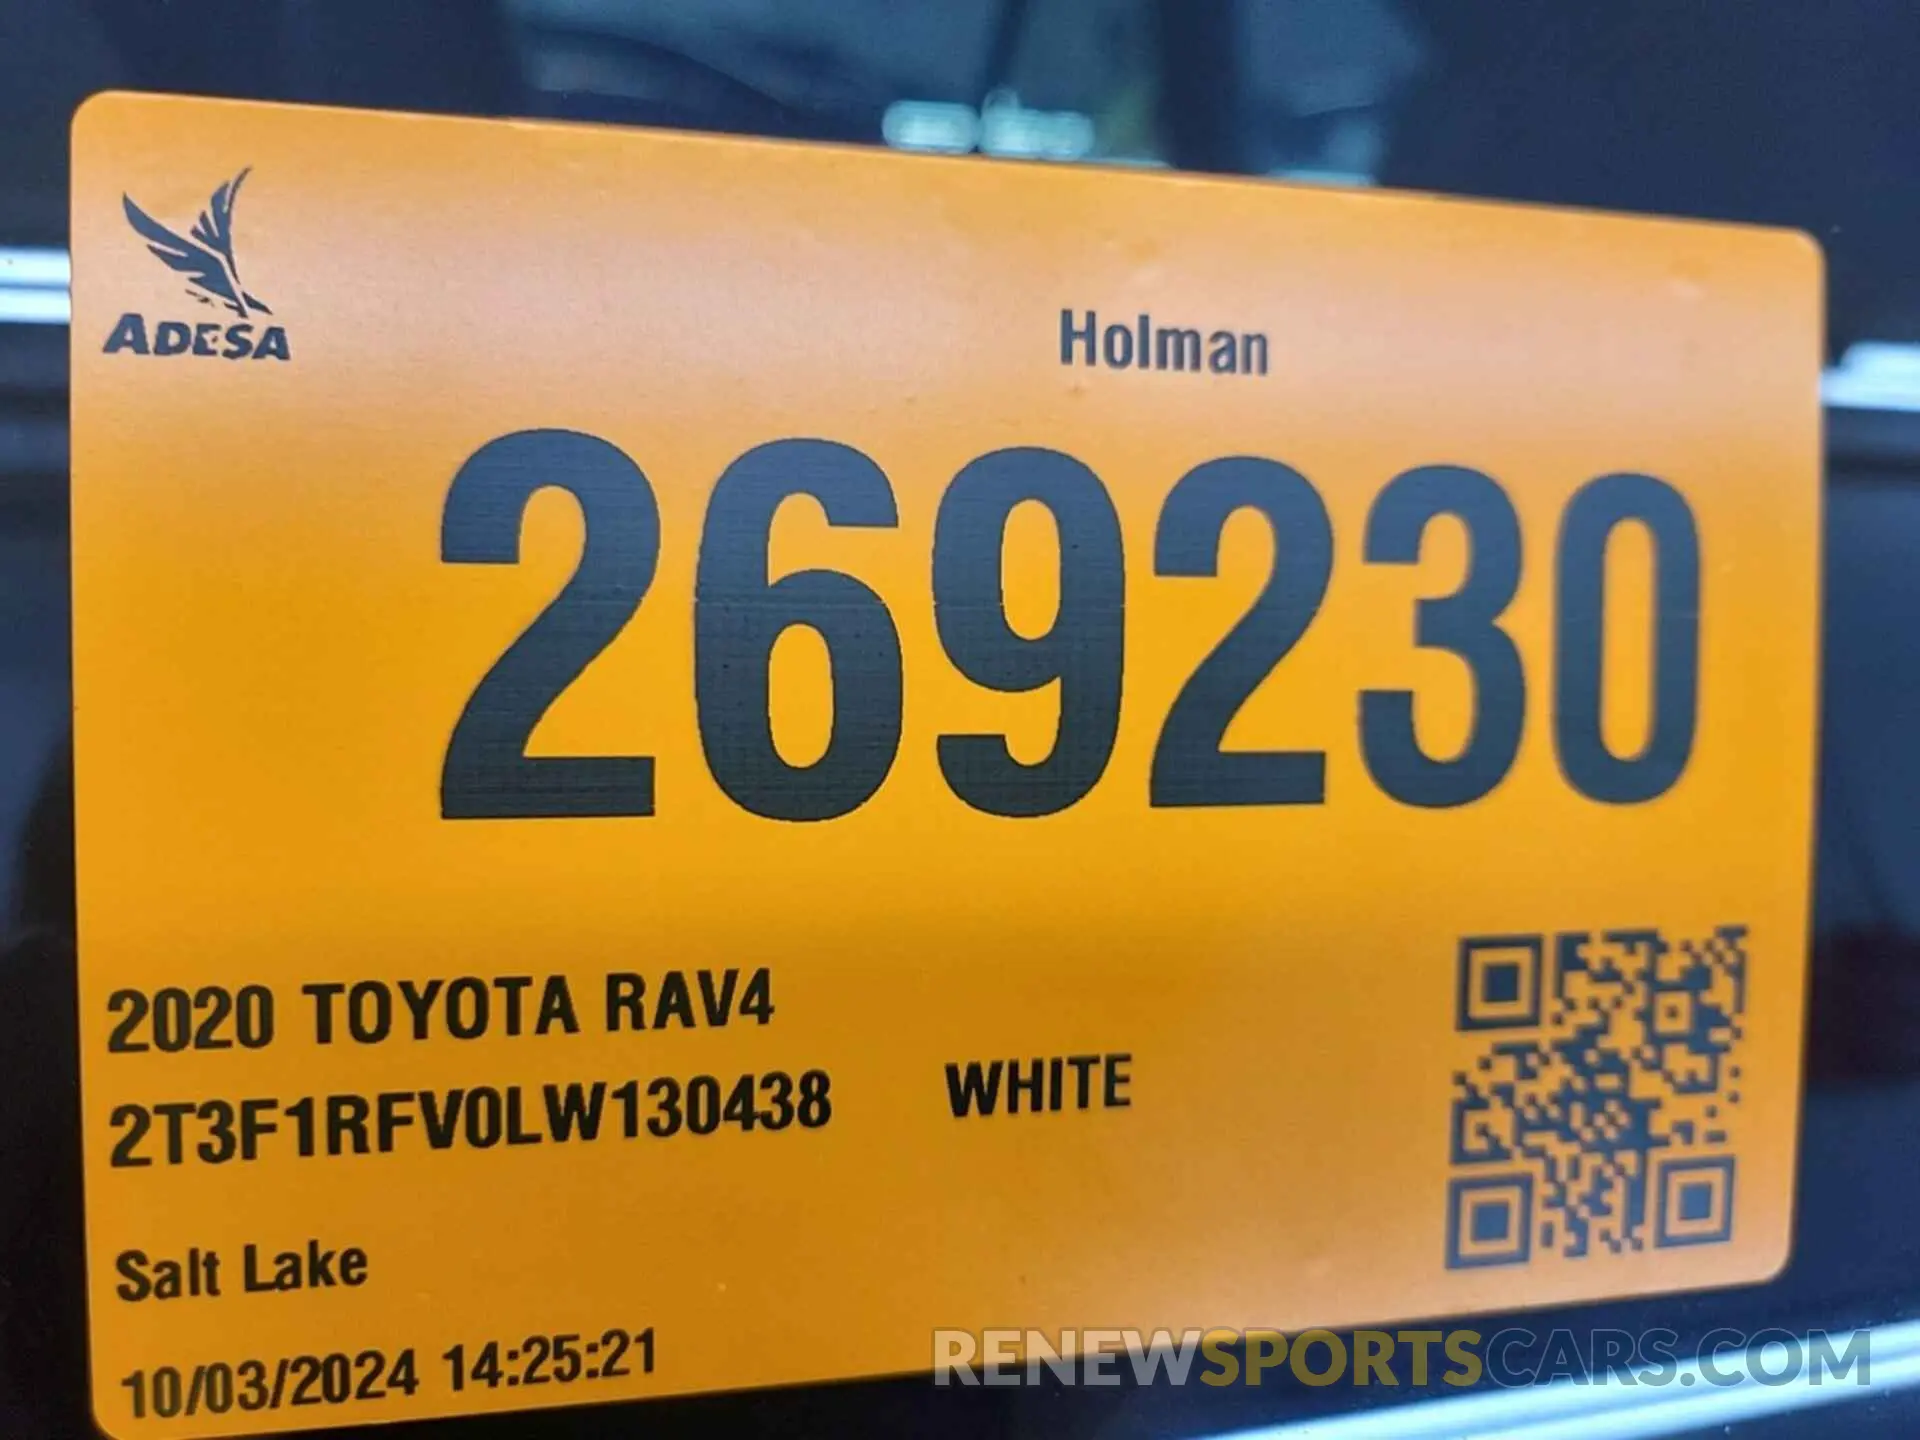 ADESA
Holman
269230
2020 TOYOTA RAV4
2T3F1RFV0LW130438 WHITE
Salt Lake
10/03/2024 14:25:21
RENEWSPORTSCARS.COM